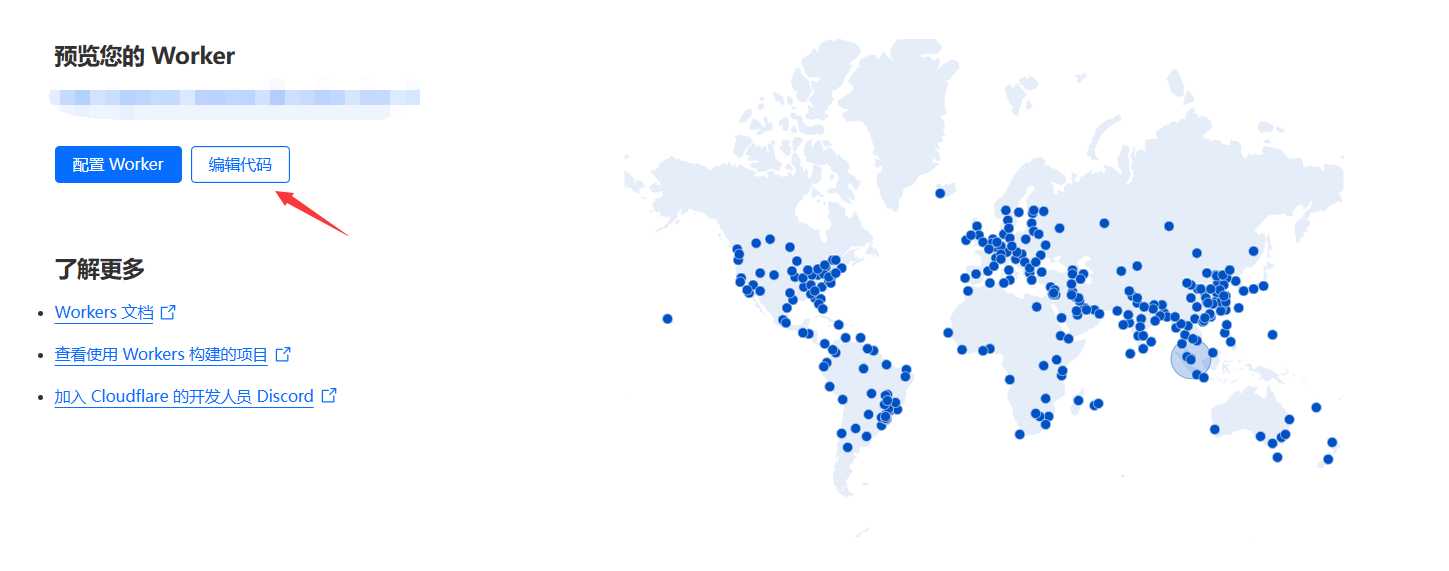 预览您的 Worker
配置 Worker
编辑代码
了解更多
Workers 文档
查看使用 Workers 构建的项目
加入 Cloudflare 的开发人员 Discord